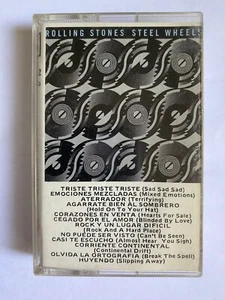 ROLLING STONES STEEL WHEELS
TRISTE TRISTE TRISTE (Sad Sad Sad)
EMOCIONES MEZCLADAS (Mixed Emotions)
ATERRADOR (Terrifying)
AGARRATE BIEN AL SOMBRERO
(Hold On To Your Hat)
CORAZONES EN VENTA (Hearts For Sale)
CEGADO POR EL AMOR (Blinded By Love)
ROCK Y UN LUGAR DIFICIL
(Rock And A Hard Place)
NO PUEDE SER VISTO (Can't Be Seen)
CASI TE ESCUCHO (Almost Hear You Sigh)
CORRIENTE CONTINENTAL
(Continental Drift)
OLVIDA LA ORTOGRAFIA (Break The Spell)
HUYENDO (Slipping Away)